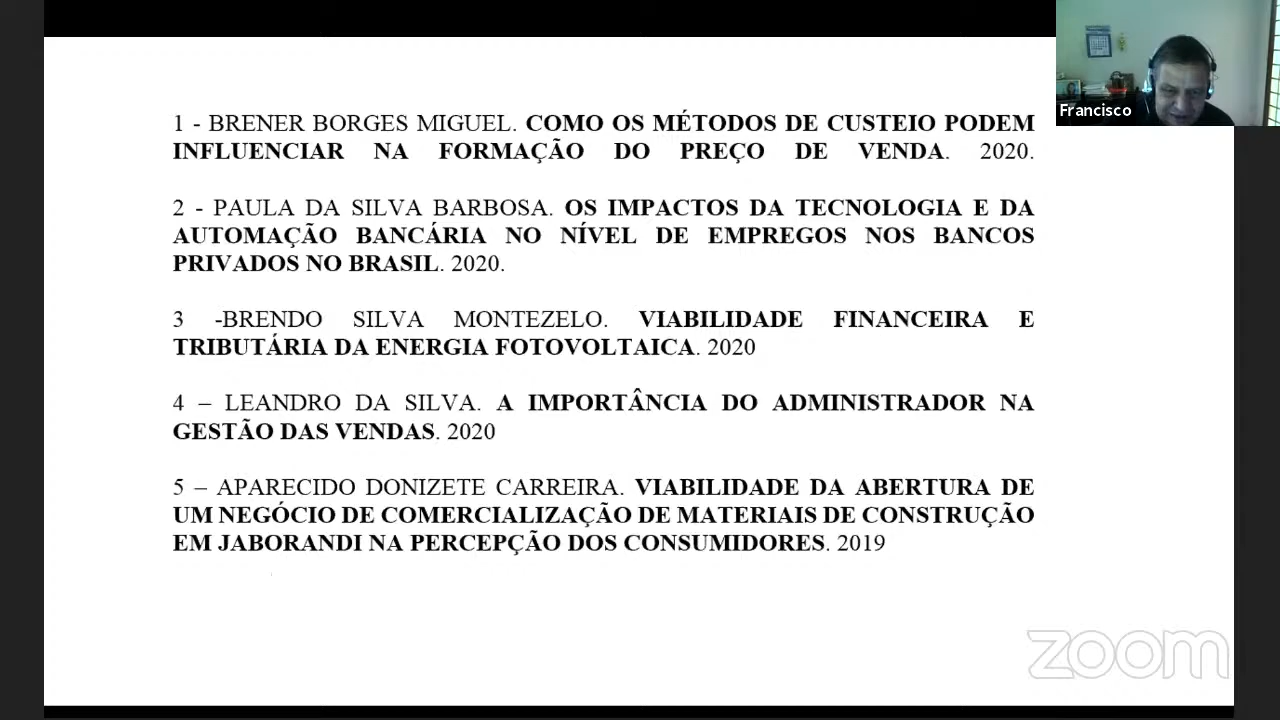 Francisco
1 - BRENER BORGES MIGUEL. COMO OS MÉTODOS DE CUSTEIO PODEM
INFLUENCIAR NA FORMAÇÃO DO PREÇO DE VENDA. 2020.
2 - PAULA DA SILVA BARBOSA. OS IMPACTOS DA TECNOLOGIA E DA
AUTOMAÇÃO BANCÁRIA NO NÍVEL DE EMPREGOS NOS BANCOS
PRIVADOS NO BRASIL. 2020.
3 -BRENDO SILVA MONTEZELO. VIABILIDADE FINANCEIRA E
TRIBUTÁRIA DA ENERGIA FOTOVOLTAICA. 2020
4 – LEANDRO DA SILVA. A IMPORTÂNCIA DO ADMINISTRADOR NA
GESTÃO DAS VENDAS. 2020
5 – APARECIDO DONIZETE CARREIRA. VIABILIDADE DA ABERTURA DE
UM NEGÓCIO DE COMERCIALIZAÇÃO DE MATERIAIS DE CONSTRUÇÃO
EM JABORANDI NA PERCEPÇÃO DOS CONSUMIDORES. 2019
zoom